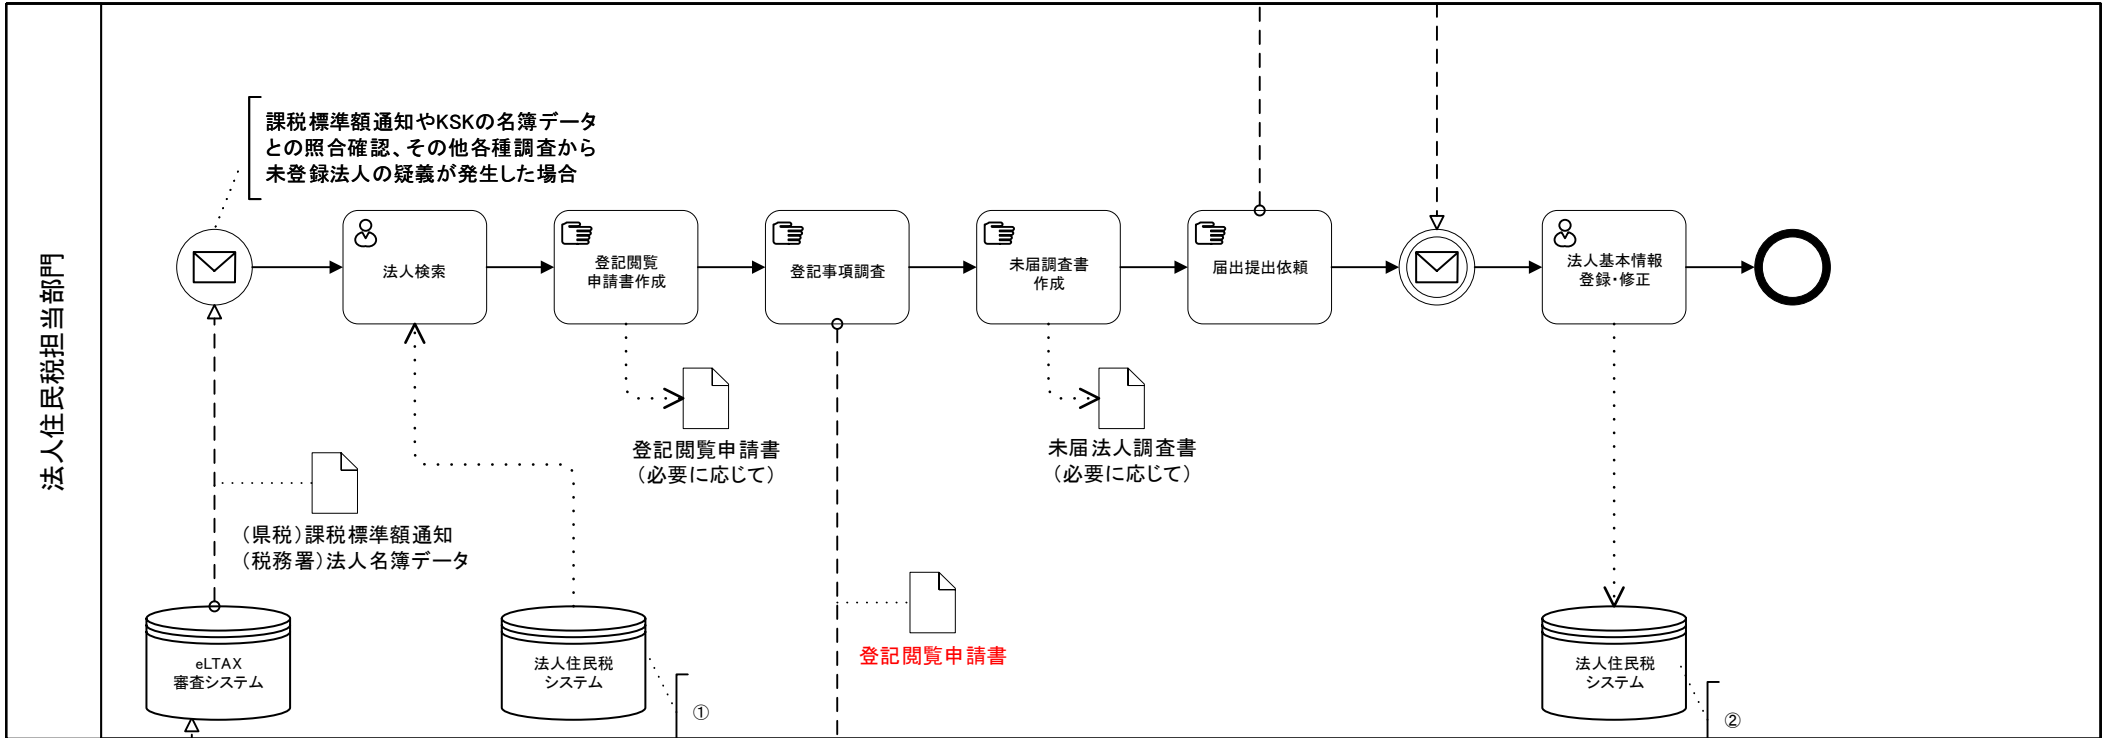 法人住民税担当部門
課税標準額通知やKSKの名簿データ
との照合確認、その他各種調査から
未登録法人の疑義が発生した場合
法人検索
登記閲覧
申請書作成
登記事項調査
未届調査書
作成
届出提出依頼
法人基本情報
登録・修正
登記閲覧申請書
（必要に応じて）
未届法人調査書
（必要に応じて）
（県税）課税標準額通知
（税務署）法人名簿データ
登記閲覧申請書
eLTAX
審査システム
法人住民税
システム
①
法人住民税
システム
②